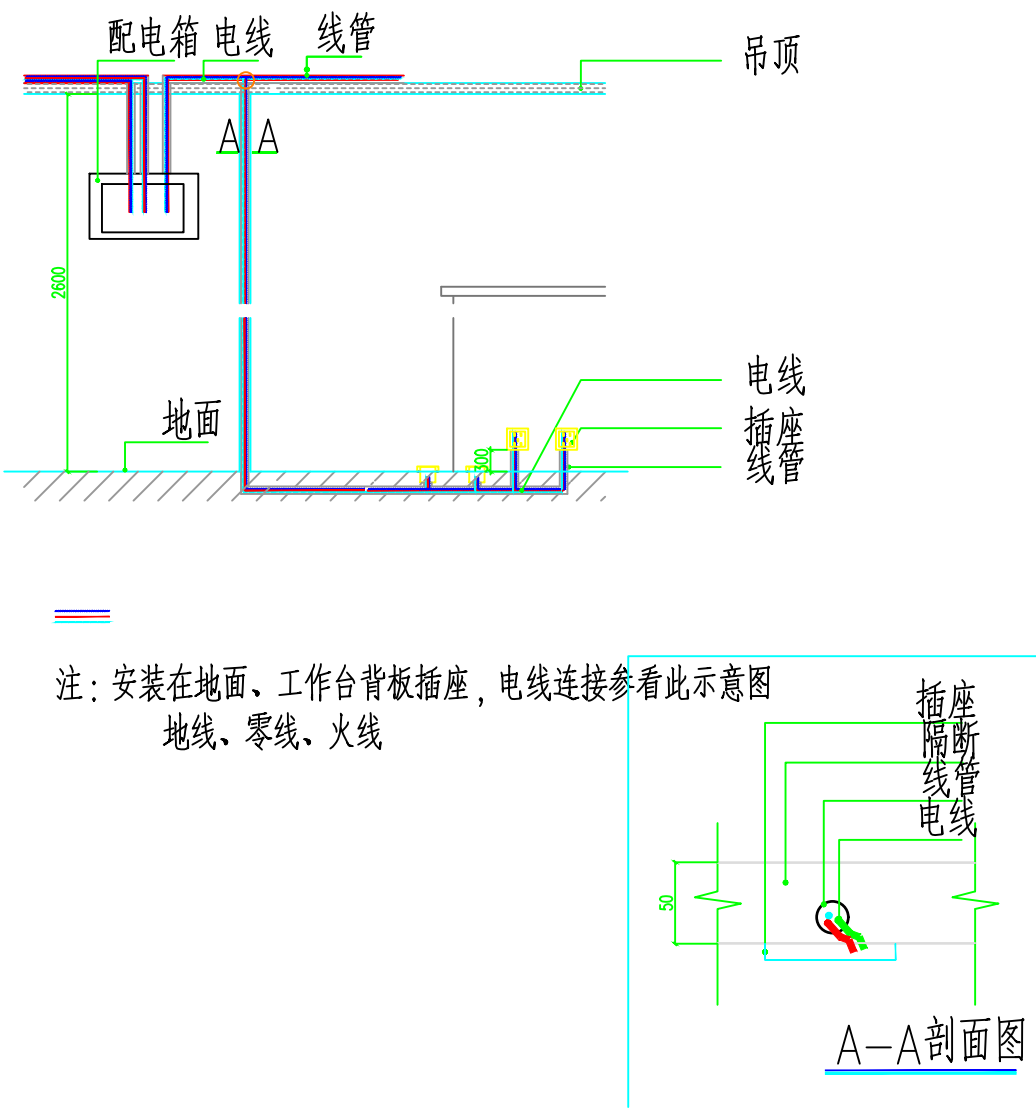 配电箱 电线 线管
吊顶
A A
2600
电线
地面
插座
300
线管
注：安装在地面、工作台背板插座，电线连接参看此示意图
地线、零线、火线
插座
隔断
线管
电线
50
A-A剖面图